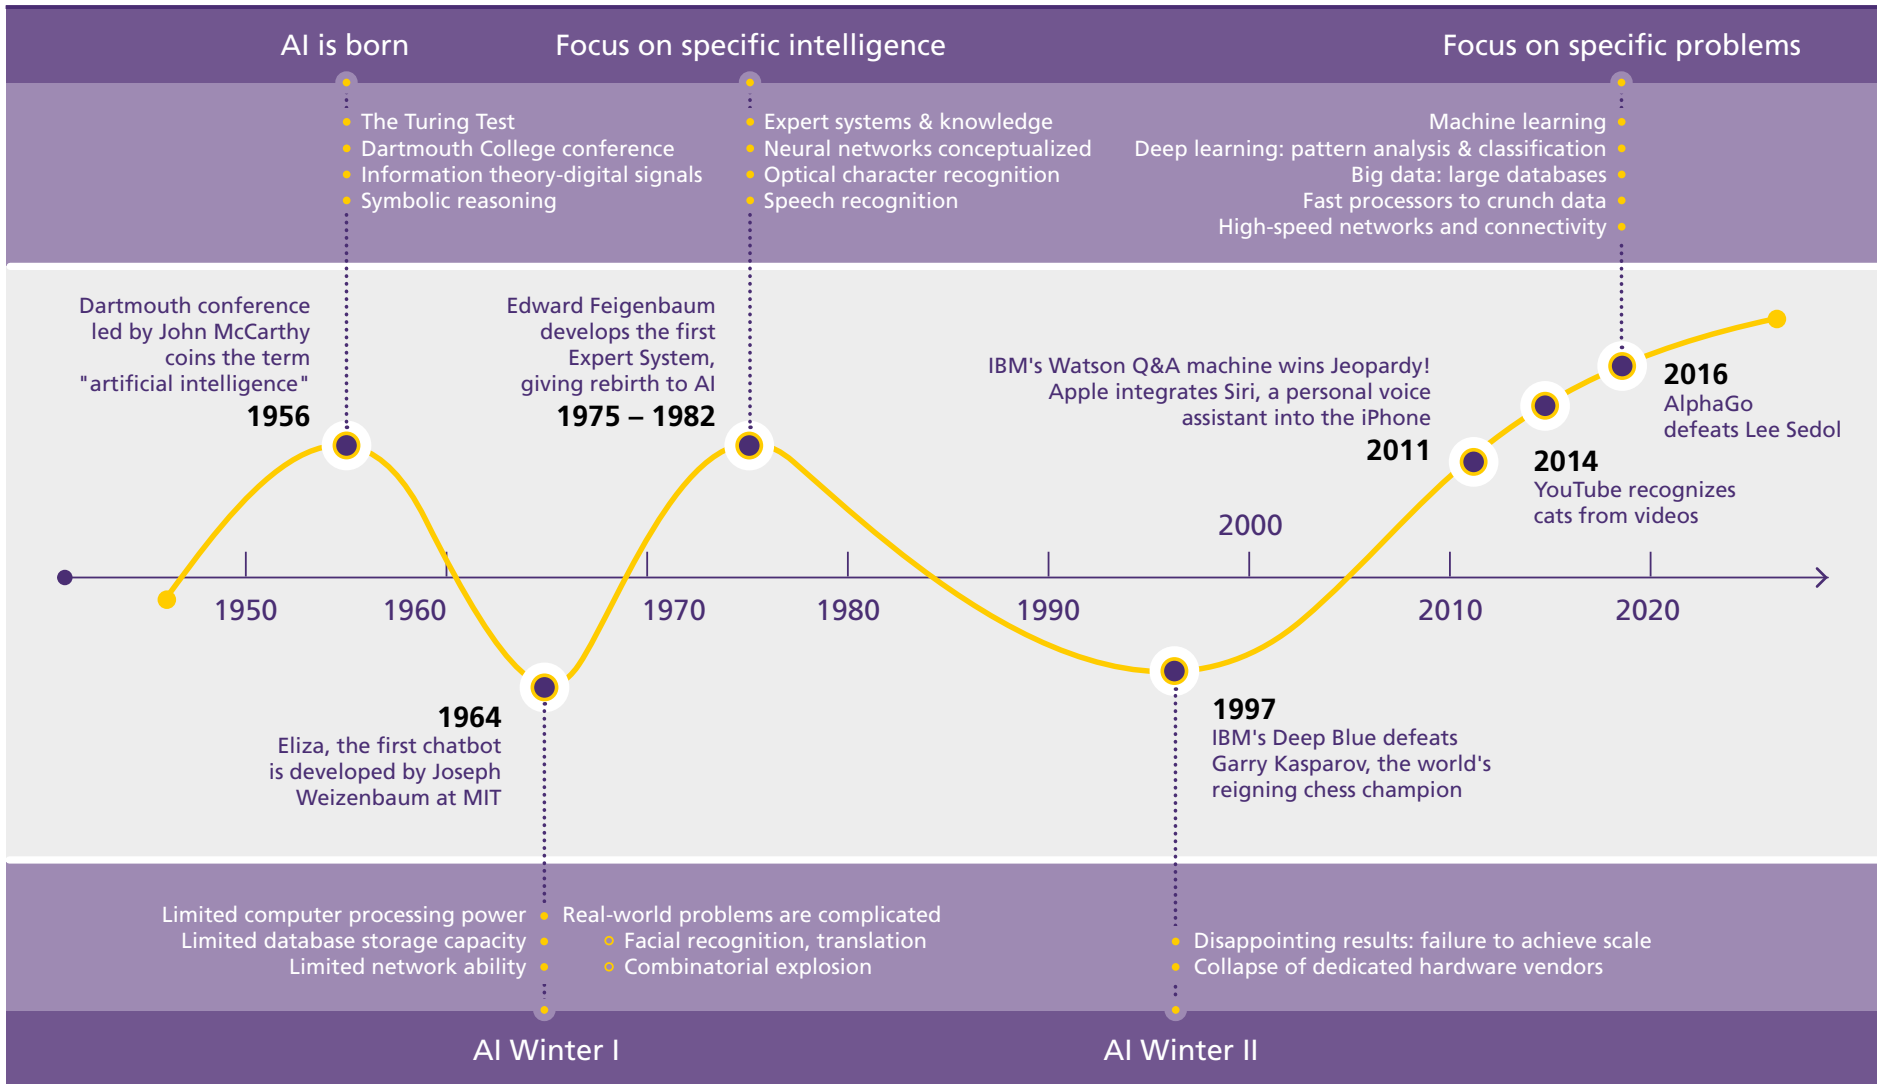 AI is born
Focus on specific intelligence
Focus on specific problems
The Turing Test
Dartmouth College conference
Information theory-digital signals
Symbolic reasoning
Expert systems & knowledge
Neural networks conceptualized
Optical character recognition
Speech recognition
Machine learning
Deep learning: pattern analysis & classification
Big data: large databases
Fast processors to crunch data
High-speed networks and connectivity
Dartmouth conference
led by John McCarthy
coins the term
"artificial intelligence"
1956
Edward Feigenbaum
develops the first
Expert System,
giving rebirth to AI
1975 – 1982
IBM's Watson Q&A machine wins Jeopardy!
Apple integrates Siri, a personal voice
assistant into the iPhone
2011
2014
YouTube recognizes
cats from videos
2016
AlphaGo
defeats Lee Sedol
1950
1960
1970
1980
1990
2000
2010
2020
1964
Eliza, the first chatbot
is developed by Joseph
Weizenbaum at MIT
1997
IBM's Deep Blue defeats
Garry Kasparov, the world's
reigning chess champion
Limited computer processing power
Limited database storage capacity
Limited network ability
Real-world problems are complicated
Facial recognition, translation
Combinatorial explosion
Disappointing results: failure to achieve scale
Collapse of dedicated hardware vendors
AI Winter I
AI Winter II